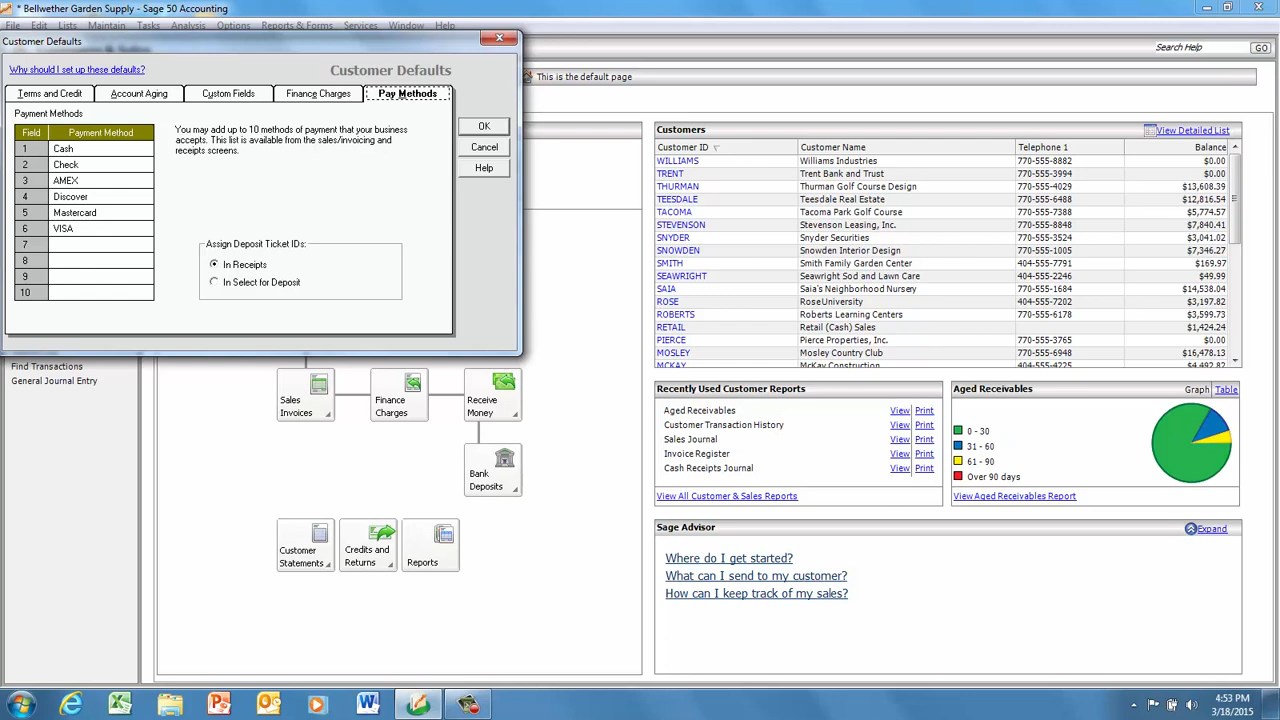 * Bellwether Garden Supply - Sage 50 Accounting
File Edit Lists Maintain Tasks Analysis Options Reports & Forms Services Window Help
Customer Defaults
Search Help GO
This is the default page
Why should I set up these defaults?
Customer Defaults
Terms and Credit Account Aging Custom Fields Finance Charges Pay Methods
Payment Methods
Field Payment Method
1 Cash
2 Check
3 AMEX
4 Discover
5 Mastercard
6 VISA
7
8
9
10
You may add up to 10 methods of payment that your business
accepts. This list is available from the sales/invoicing and
receipts screens.
Assign Deposit Ticket IDs:
In Receipts
In Select for Deposit
OK
Cancel
Help
Find Transactions
General Journal Entry
Sales
Invoices
Finance
Charges
Receive
Money
Bank
Deposits
Customer
Statements
Credits and
Returns
Reports
Customers View Detailed List
Customer ID Customer Name Telephone 1 Balance
WILLIAMS Williams Industries 770-555-8882 $0.00
TRENT Trent Bank and Trust 770-555-3994 $0.00
THURMAN Thurman Golf Course Design 770-555-4029 $13,608.39
TEESDALE Teesdale Real Estate 770-555-6488 $12,816.54
TACOMA Tacoma Park Golf Course 770-555-7388 $5,774.57
STEVENSON Stevenson Leasing, Inc. 770-555-8848 $7,840.41
SNYDER Snyder Securities 770-555-3524 $3,041.02
SNOWDEN Snowden Interior Design 770-555-1005 $7,346.27
SMITH Smith Family Garden Center 404-555-7791 $169.97
SEAWRIGHT Seawright Sod and Lawn Care 770-555-2264 $49.99
SAIA Saia's Neighborhood Nursery 770-555-1684 $14,538.04
ROSE RoseUniversity 404-555-7202 $3,197.82
ROBERTS Roberts Learning Centers 770-555-6178 $3,599.73
RETAIL Retail (Cash) Sales $1,424.24
PIERCE Pierce Properties, Inc. 770-555-3765 $0.00
MOSLEY Mosley Country Club 770-555-6948 $16,478.13
MCKAY McKay Construction 770-555-4225 $4,492.82
Recently Used Customer Reports
Aged Receivables View Print
Customer Transaction History View Print
Sales Journal View Print
Invoice Register View Print
Cash Receipts Journal View Print
View All Customer & Sales Reports
Aged Receivables Graph Table
0 - 30
31 - 60
61 - 90
Over 90 days
View Aged Receivables Report
Sage Advisor Expand
Where do I get started?
What can I send to my customer?
How can I keep track of my sales?
4:53 PM
3/18/2015